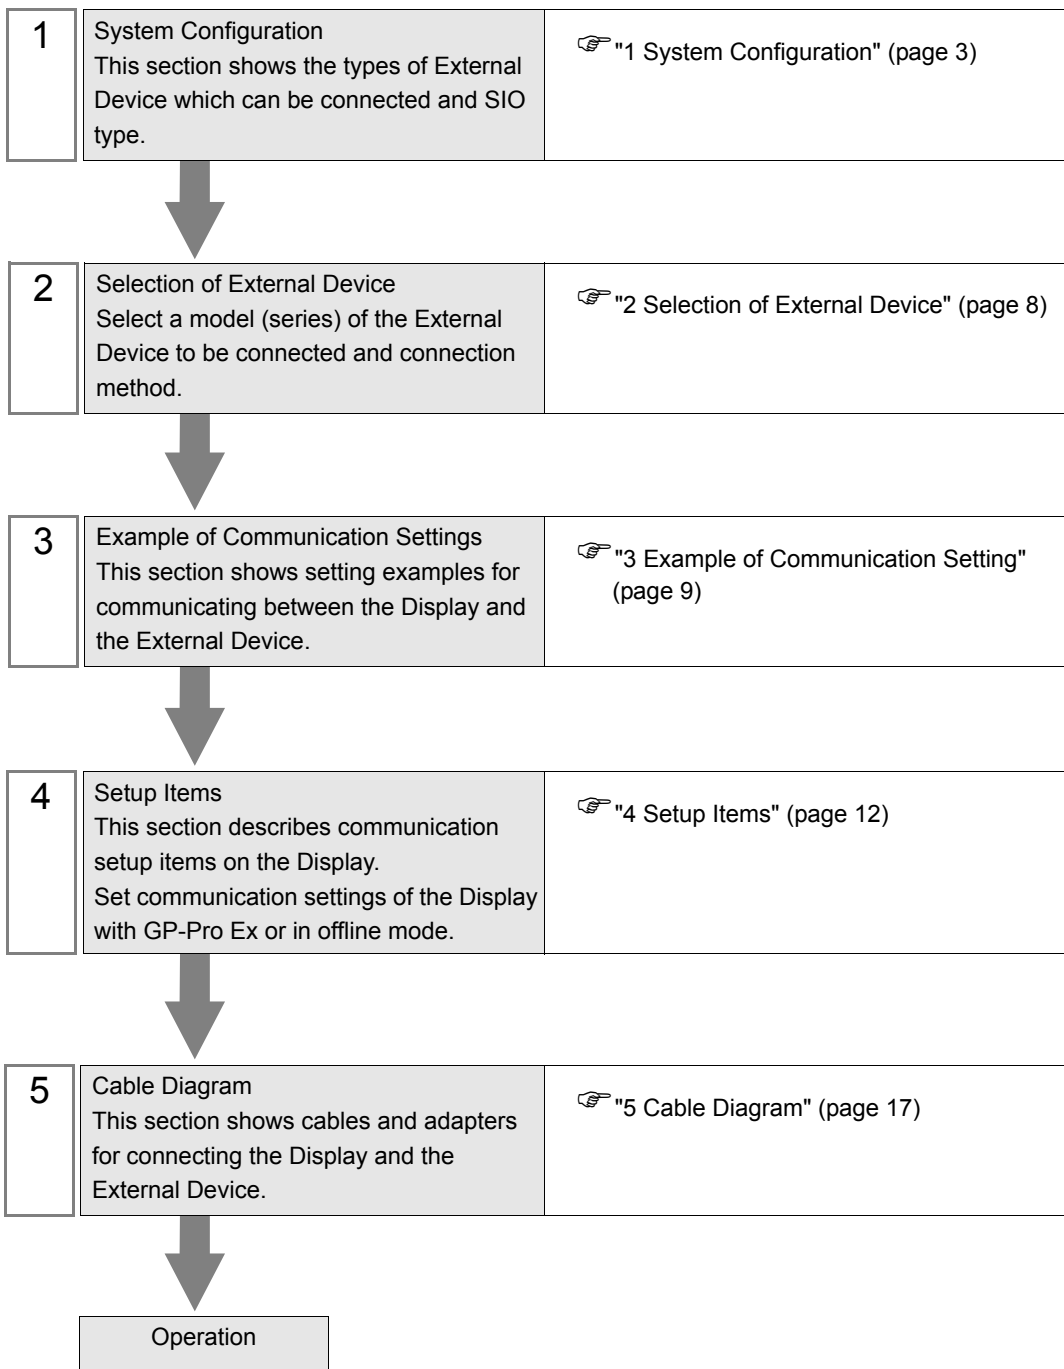 1
System Configuration
This section shows the types of External
Device which can be connected and SIO
type.
"1 System Configuration" (page 3)
2
Selection of External Device
Select a model (series) of the External
Device to be connected and connection
method.
"2 Selection of External Device" (page 8)
3
Example of Communication Settings
This section shows setting examples for
communicating between the Display and
the External Device.
"3 Example of Communication Setting"
(page 9)
4
Setup Items
This section describes communication
setup items on the Display.
Set communication settings of the Display
with GP-Pro Ex or in offline mode.
"4 Setup Items" (page 12)
5
Cable Diagram
This section shows cables and adapters
for connecting the Display and the
External Device.
"5 Cable Diagram" (page 17)
Operation